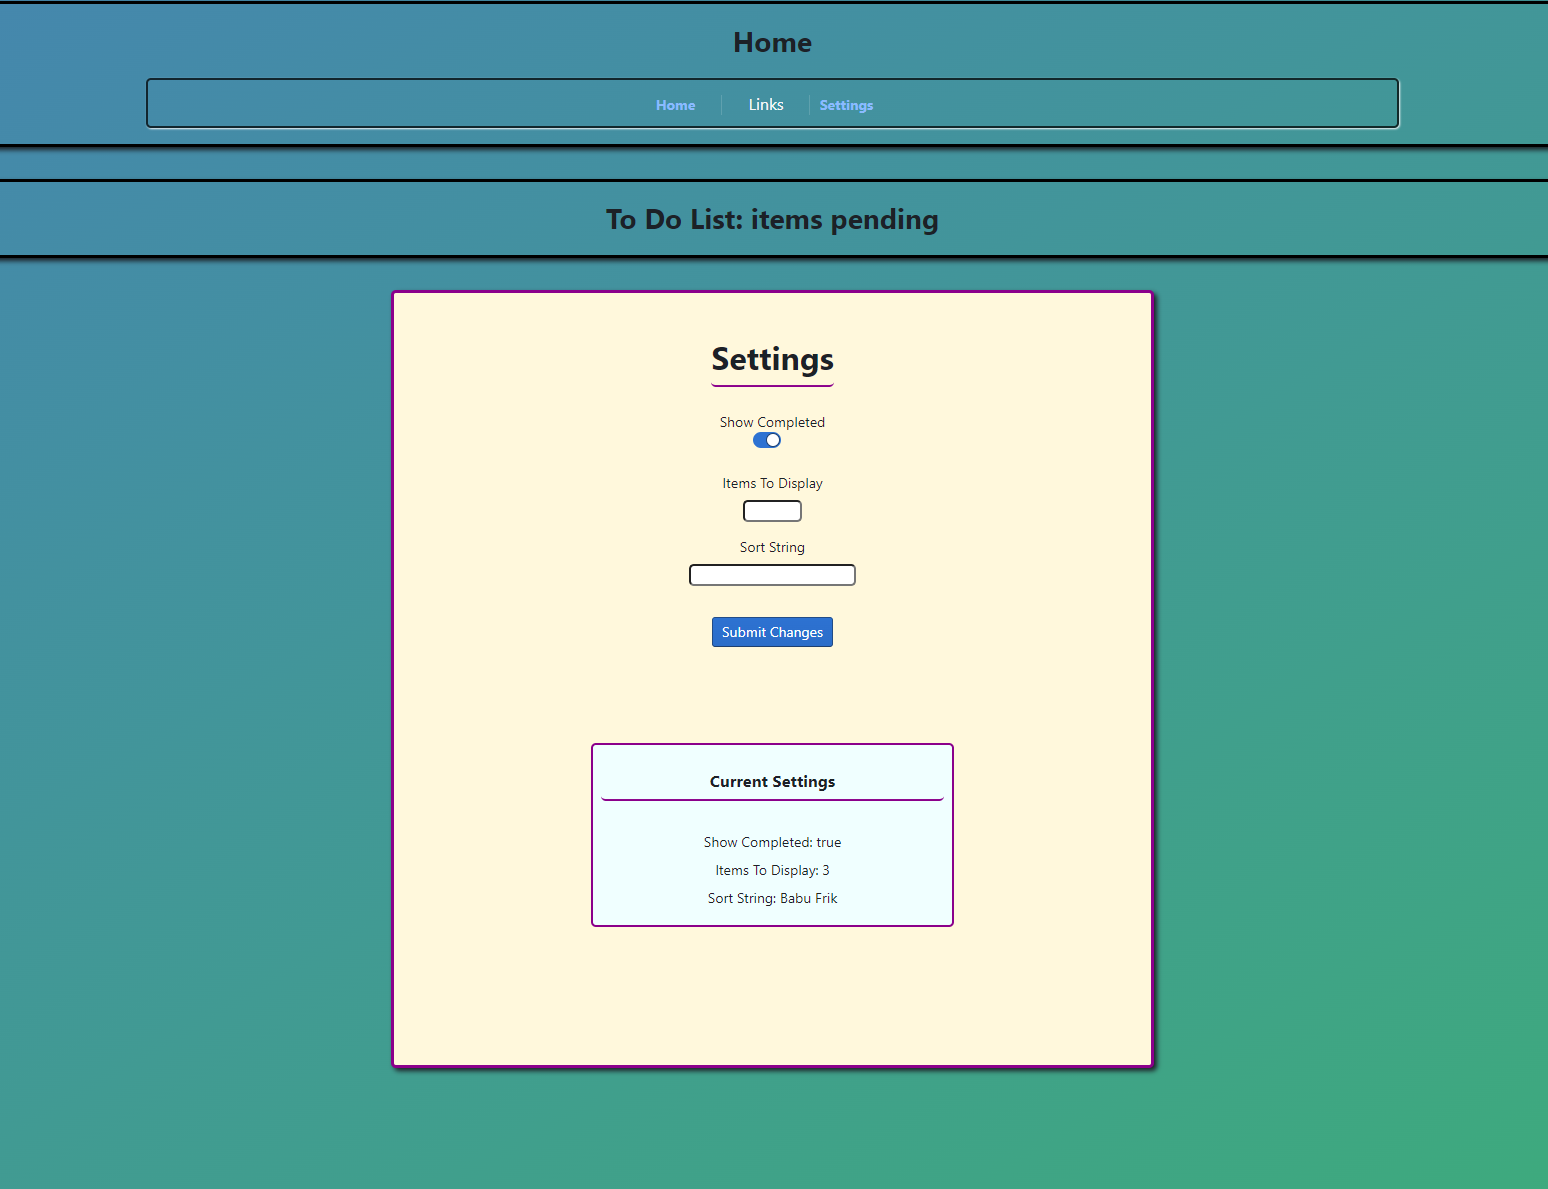 Home
Home Links Settings
To Do List: items pending
Settings
Show Completed
Items To Display
Sort String
Submit Changes
Current Settings
Show Completed: true
Items To Display: 3
Sort String: Babu Frik